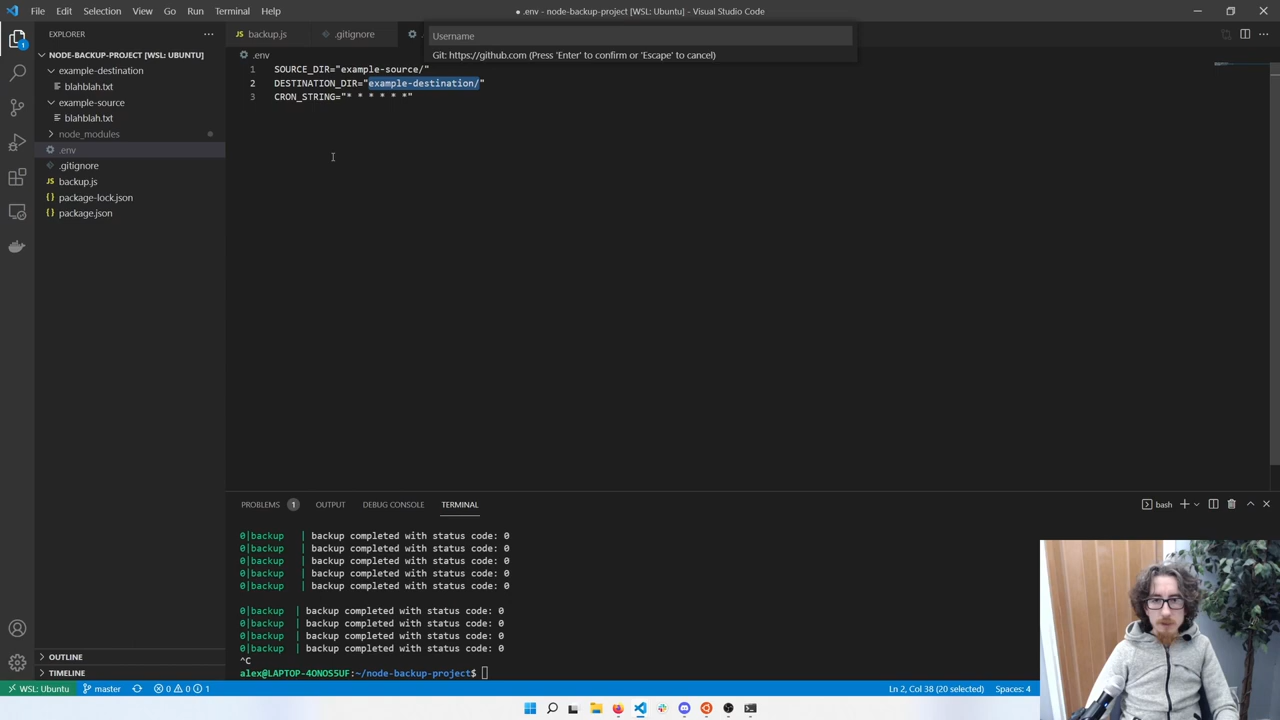 File Edit Selection View Go Run Terminal Help
● .env - node-backup-project [WSL: Ubuntu] - Visual Studio Code
EXPLORER
NODE-BACKUP-PROJECT [WSL: UBUNTU]
example-destination
blahblah.txt
example-source
blahblah.txt
node_modules
.env
.gitignore
JS backup.js
{ } package-lock.json
{ } package.json
OUTLINE
TIMELINE
1
JS backup.js
.gitignore
Username
Git: https://github.com (Press 'Enter' to confirm or 'Escape' to cancel)
.env
1 SOURCE_DIR="example-source/"
2 DESTINATION_DIR="example-destination/"
3 CRON_STRING="* * * * * *"
PROBLEMS 1 OUTPUT DEBUG CONSOLE TERMINAL
bash
0|backup | backup completed with status code: 0
0|backup | backup completed with status code: 0
0|backup | backup completed with status code: 0
0|backup | backup completed with status code: 0
0|backup | backup completed with status code: 0
0|backup | backup completed with status code: 0
0|backup | backup completed with status code: 0
0|backup | backup completed with status code: 0
0|backup | backup completed with status code: 0
^C
alex@LAPTOP-4ONOS5UF:~/node-backup-project$
WSL: Ubuntu master 0 0 1
Ln 2, Col 38 (20 selected) Spaces: 4